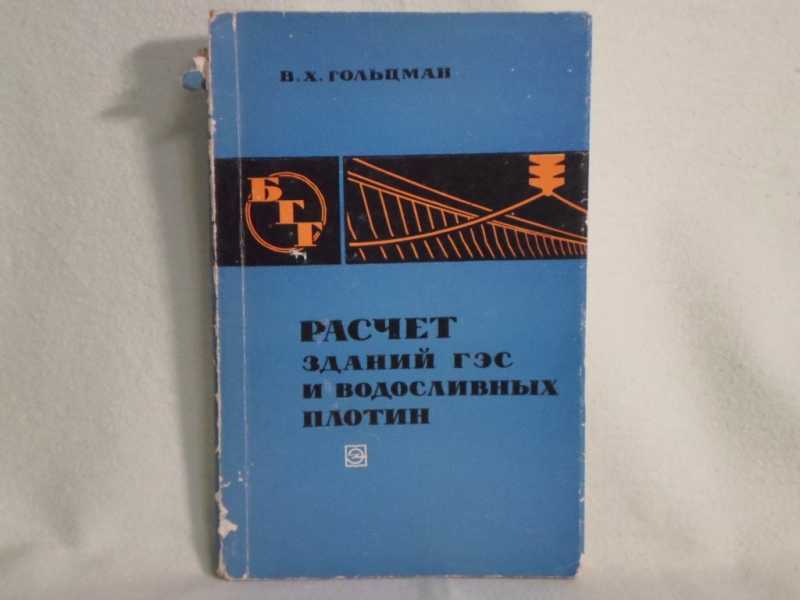 В.Х. ГОЛЬЦМАН
БГГ
РАСЧЕТ
ЗДАНИЙ ГЭС
И ВОДОСЛИВНЫХ
ПЛОТИН